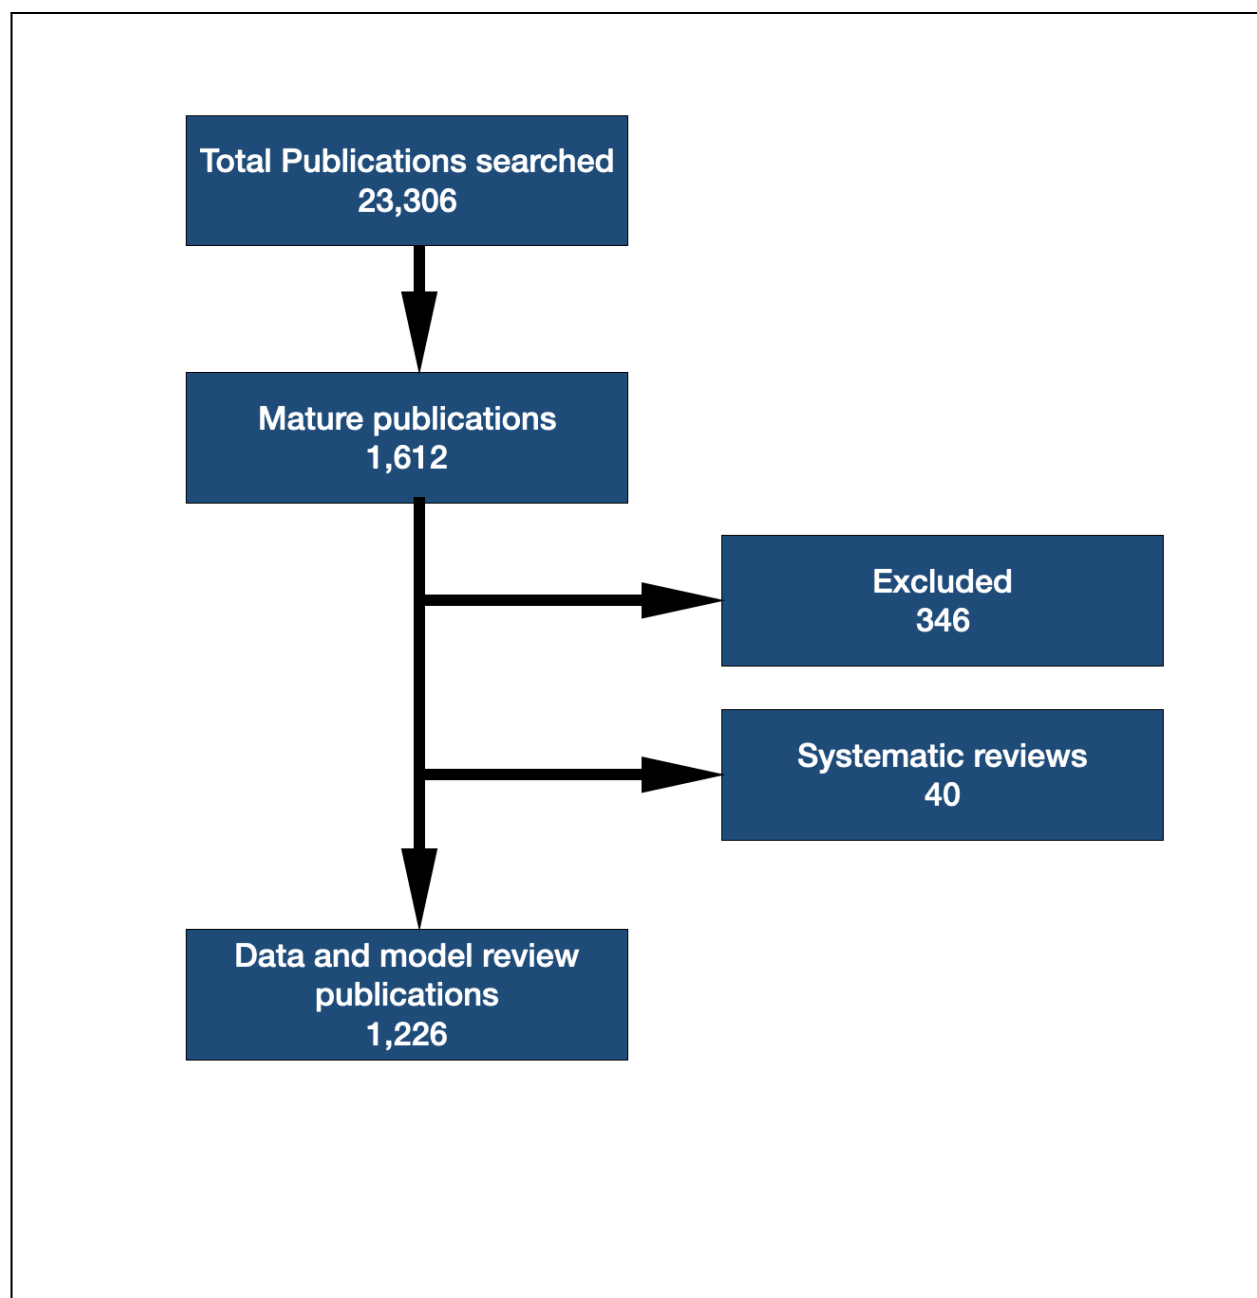 Total Publications searched
23,306
Mature publications
1,612
Excluded
346
Systematic reviews
40
Data and model review
publications
1,226